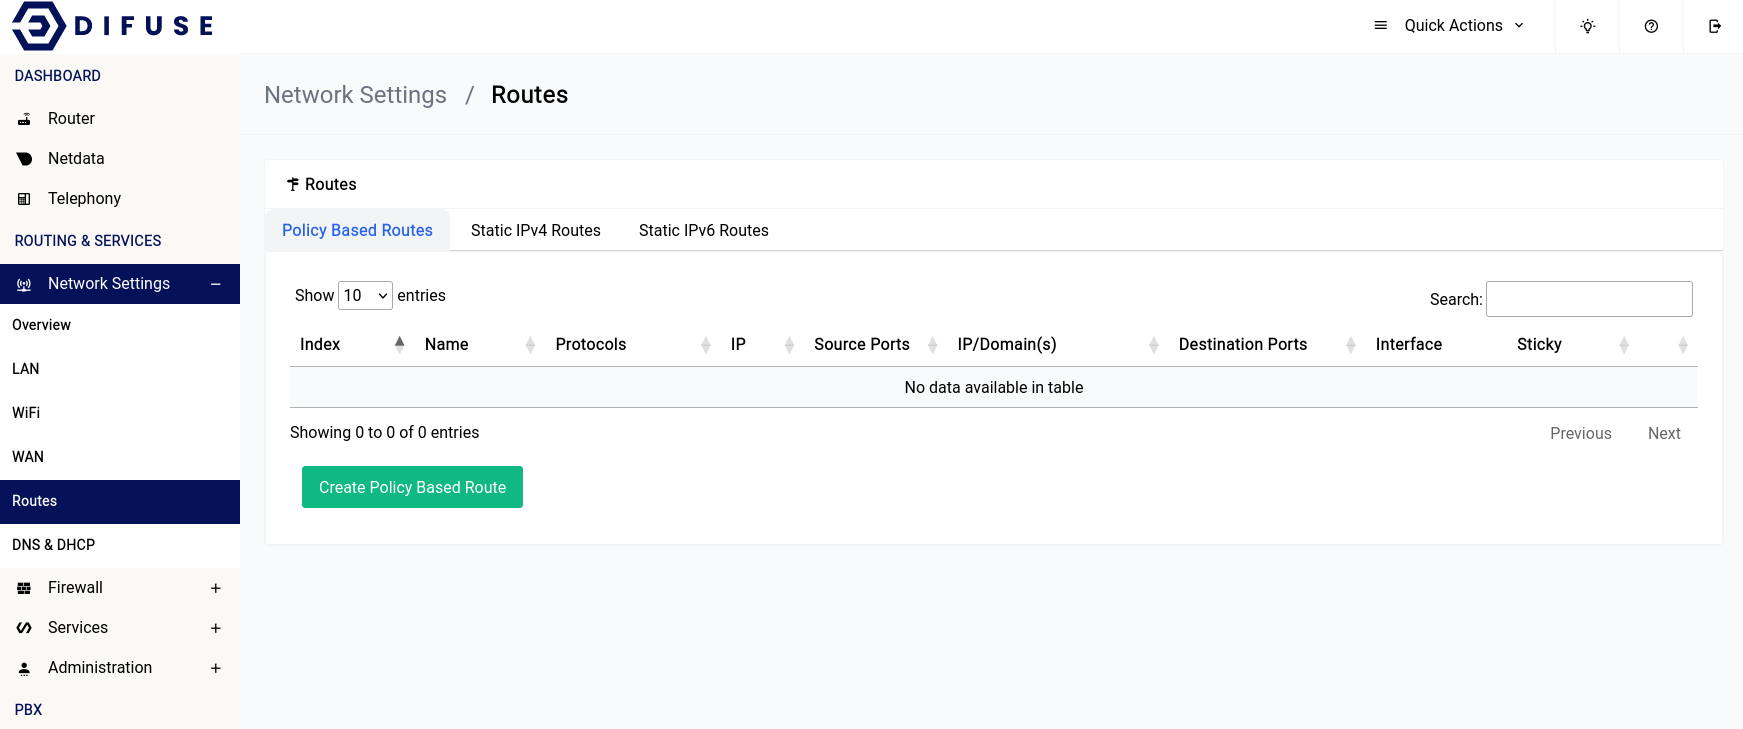 DIFUSE
Quick Actions
DASHBOARD
Router
Netdata
Telephony
ROUTING & SERVICES
Network Settings
Overview
LAN
WiFi
WAN
Routes
DNS & DHCP
Firewall
Services
Administration
PBX
Network Settings / Routes
Routes
Policy Based Routes Static IPv4 Routes Static IPv6 Routes
Show 10 entries Search:
Index Name Protocols IP Source Ports IP/Domain(s) Destination Ports Interface Sticky
No data available in table
Showing 0 to 0 of 0 entries Previous Next
Create Policy Based Route